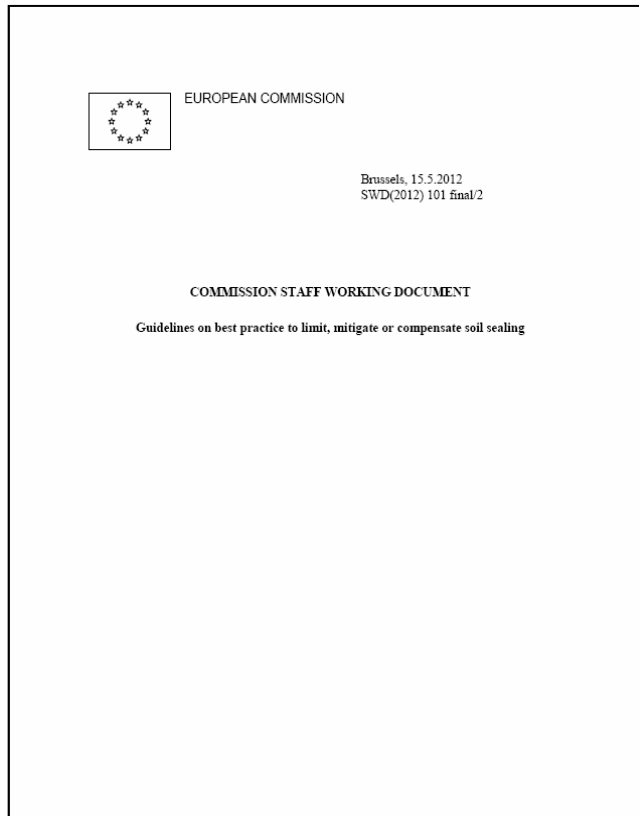 EUROPEAN COMMISSION
Brussels, 15.5.2012
SWD(2012) 101 final/2
COMMISSION STAFF WORKING DOCUMENT
Guidelines on best practice to limit, mitigate or compensate soil sealing